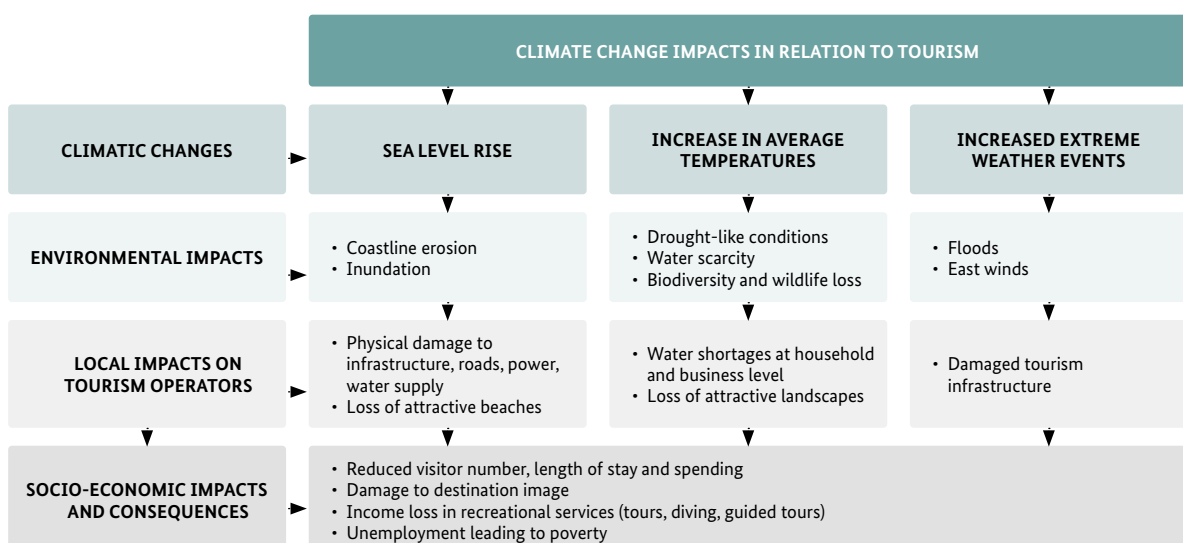 CLIMATE CHANGE IMPACTS IN RELATION TO TOURISM
CLIMATIC CHANGES
SEA LEVEL RISE
INCREASE IN AVERAGE
TEMPERATURES
INCREASED EXTREME
WEATHER EVENTS
ENVIRONMENTAL IMPACTS
• Coastline erosion
• Inundation
• Drought-like conditions
• Water scarcity
• Biodiversity and wildlife loss
• Floods
• East winds
LOCAL IMPACTS ON
TOURISM OPERATORS
• Physical damage to
infrastructure, roads, power,
water supply
• Loss of attractive beaches
• Water shortages at household
and business level
• Loss of attractive landscapes
• Damaged tourism
infrastructure
SOCIO-ECONOMIC IMPACTS
AND CONSEQUENCES
• Reduced visitor number, length of stay and spending
• Damage to destination image
• Income loss in recreational services (tours, diving, guided tours)
• Unemployment leading to poverty